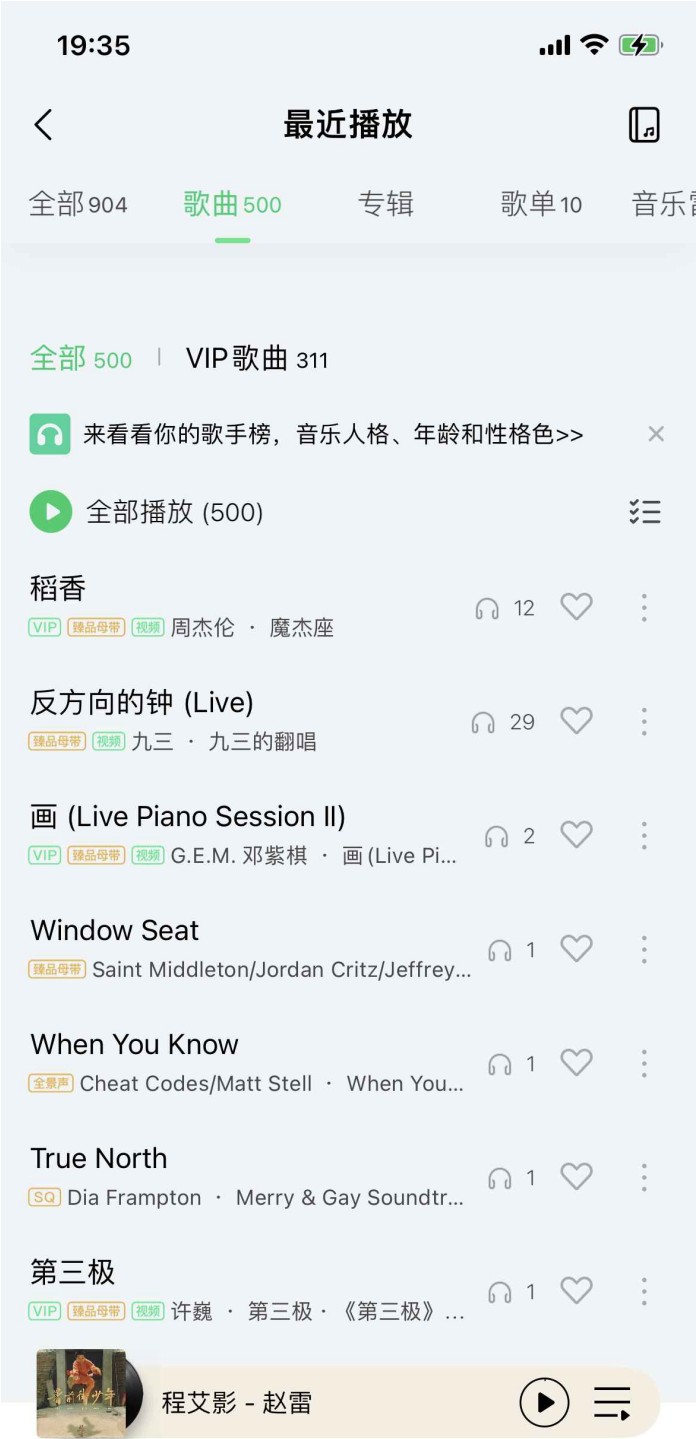 19:35
最近播放
全部904 歌曲500 专辑 歌单10 音乐
全部 500 VIP歌曲 311
来看看你的歌手榜，音乐人格、年龄和性格色>>
全部播放 (500)
稻香
12
VIP 臻品母带 视频 周杰伦 · 魔杰座
反方向的钟 (Live)
29
臻品母带 视频 九三 · 九三的翻唱
画 (Live Piano Session II)
2
VIP 臻品母带 视频 G.E.M. 邓紫棋 · 画 (Live Pi...
Window Seat
1
臻品母带 Saint Middleton/Jordan Critz/Jeffrey...
When You Know
1
全景声 Cheat Codes/Matt Stell · When You...
True North
1
SQ Dia Frampton · Merry & Gay Soundtr...
第三极
1
VIP 臻品母带 视频 许巍 · 第三极 · 《第三极》...
程艾影 - 赵雷